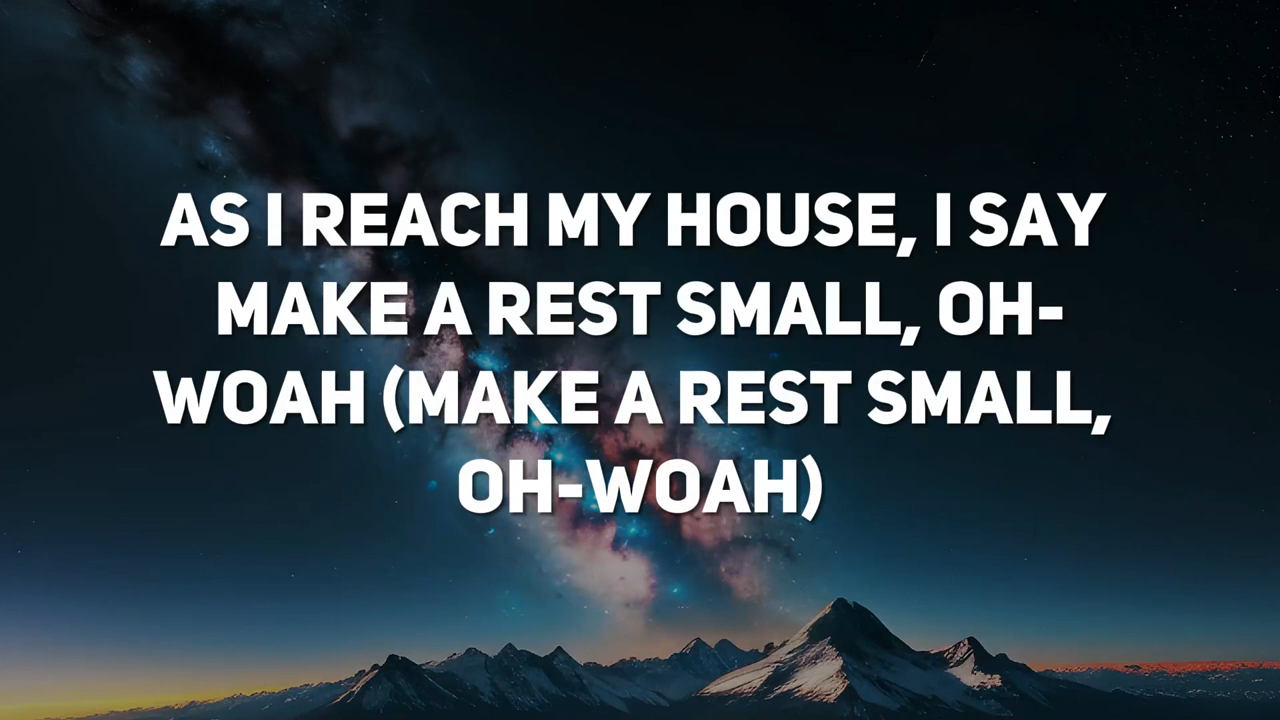 AS I REACH MY HOUSE, I SAY
MAKE A REST SMALL, OH-
WOAH (MAKE A REST SMALL,
OH-WOAH)